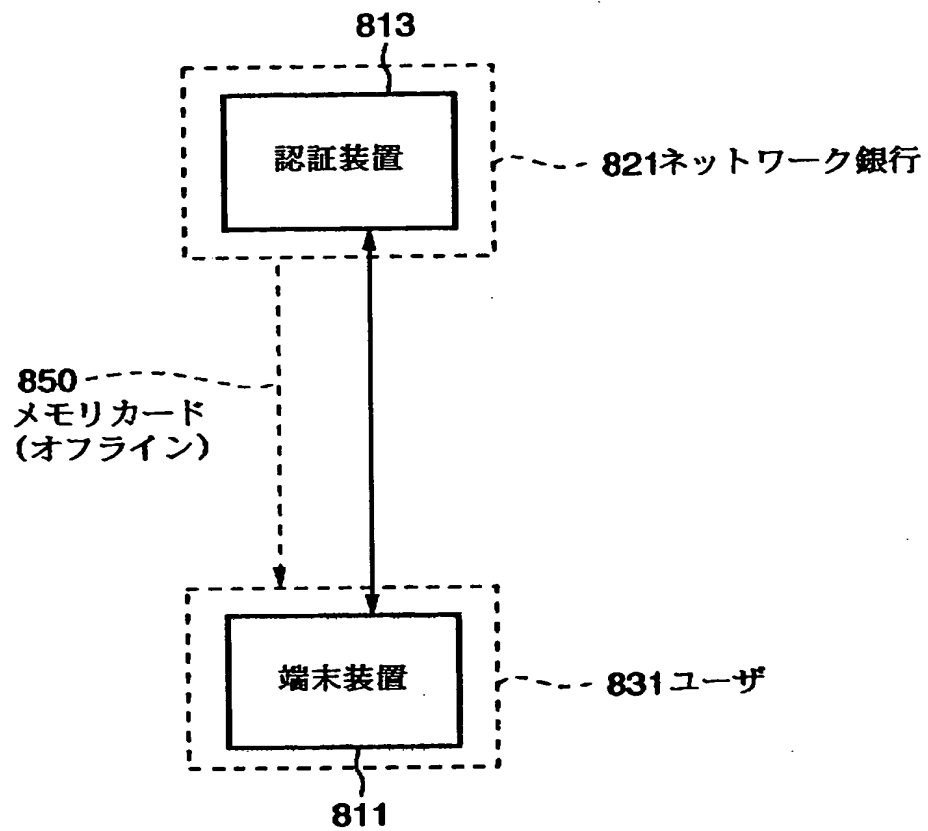 813
認証装置
821ネットワーク銀行
850
メモリカード
(オフライン)
端末装置
831ユーザ
811